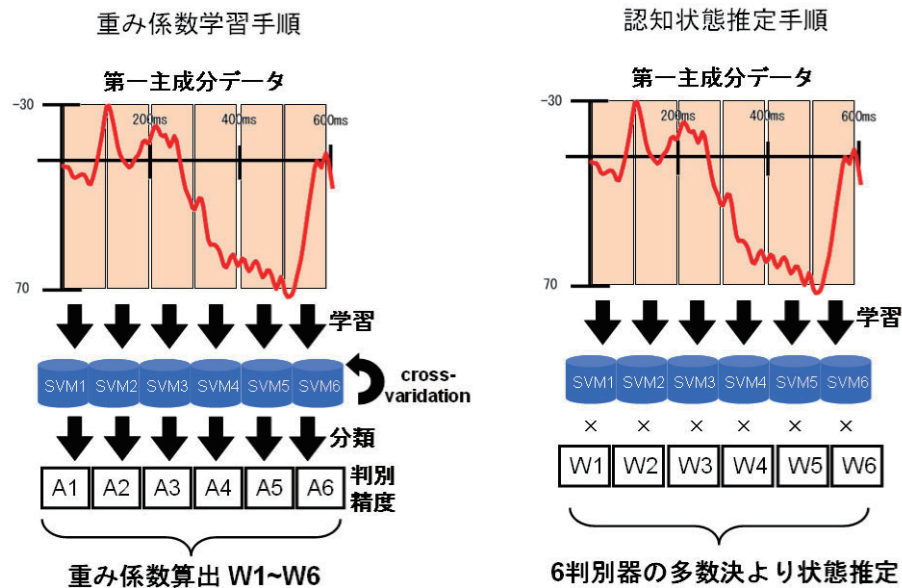 重み係数学習手順
第一主成分データ
-30
200ms
400ms
600ms
70
学習
SVM1 SVM2 SVM3 SVM4 SVM5 SVM6
cross-
varidation
分類
A1 A2 A3 A4 A5 A6
判別
精度
重み係数算出 W1~W6
認知状態推定手順
第一主成分データ
-30
200ms
400ms
600ms
70
学習
SVM1 SVM2 SVM3 SVM4 SVM5 SVM6
× × × × × ×
W1 W2 W3 W4 W5 W6
6判別器の多数決より状態推定